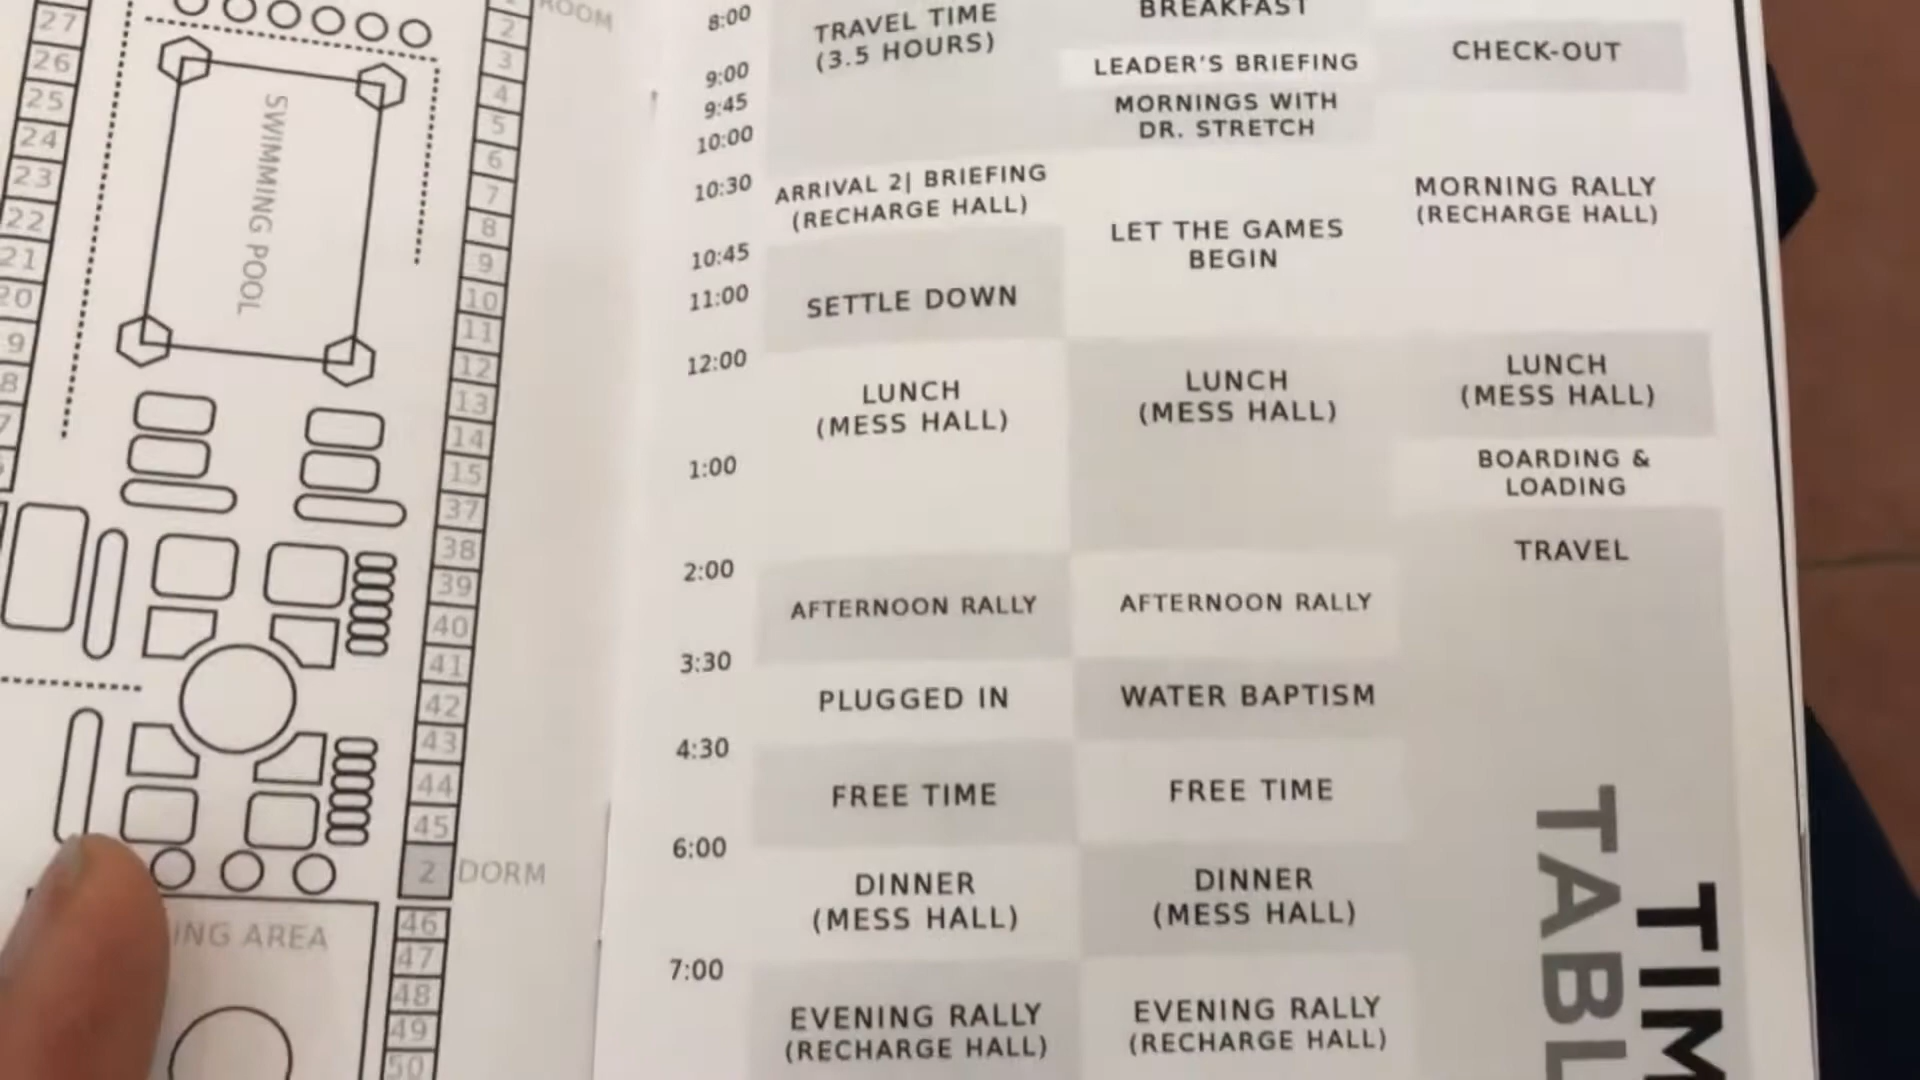 27
26
25
24
23
22
21
SWIMMING POOL
2
3
4
5
6
7
8
9
10
11
12
13
14
15
37
38
39
40
41
42
43
44
45
2
DORM
46
47
48
49
50
ING AREA
ROOM
8:00
9:00
9:45
10:00
10:30
10:45
11:00
12:00
1:00
2:00
3:30
4:30
6:00
7:00
TRAVEL TIME
(3.5 HOURS)
ARRIVAL 2| BRIEFING
(RECHARGE HALL)
SETTLE DOWN
LUNCH
(MESS HALL)
AFTERNOON RALLY
PLUGGED IN
FREE TIME
DINNER
(MESS HALL)
EVENING RALLY
(RECHARGE HALL)
BREAKFAST
LEADER'S BRIEFING
MORNINGS WITH
DR. STRETCH
LET THE GAMES
BEGIN
LUNCH
(MESS HALL)
AFTERNOON RALLY
WATER BAPTISM
FREE TIME
DINNER
(MESS HALL)
EVENING RALLY
(RECHARGE HALL)
CHECK-OUT
MORNING RALLY
(RECHARGE HALL)
LUNCH
(MESS HALL)
BOARDING &
LOADING
TRAVEL
TIM
TABL